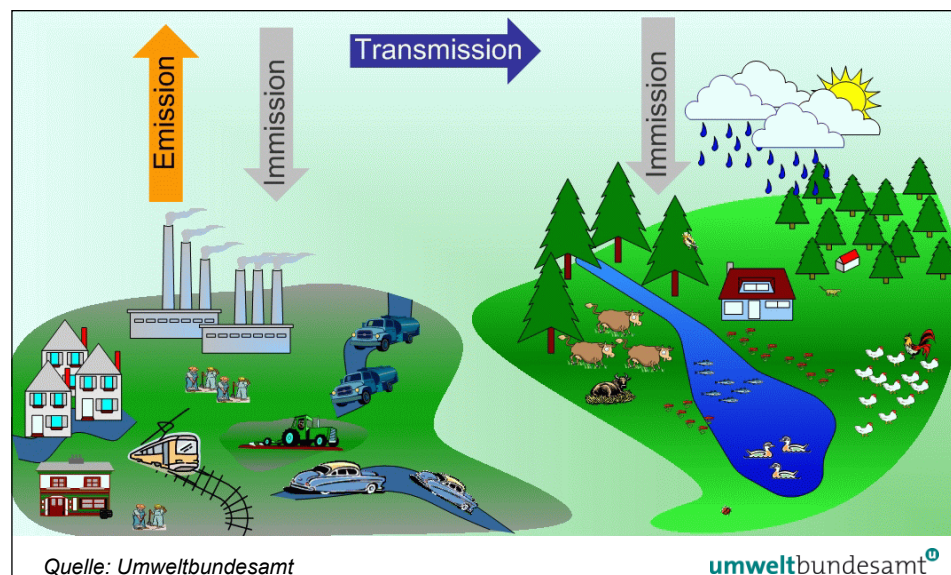 Emission
Immission
Transmission
Immission
Quelle: Umweltbundesamt
umweltbundesamt u